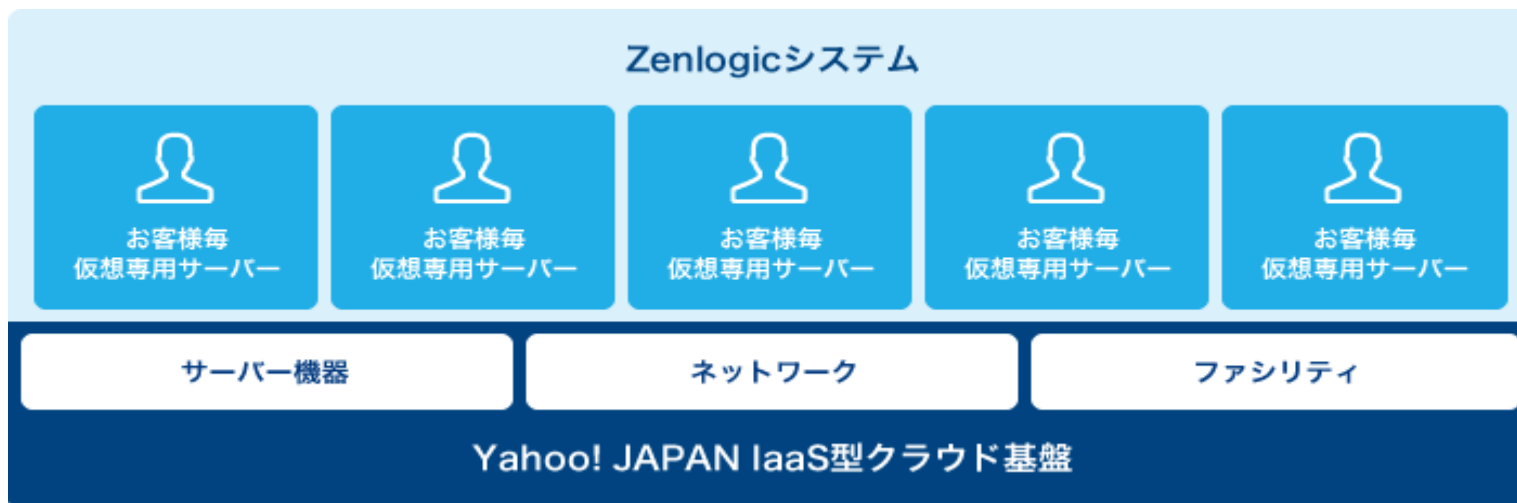 Zenlogicシステム
お客様毎
仮想専用サーバー
お客様毎
仮想専用サーバー
お客様毎
仮想専用サーバー
お客様毎
仮想専用サーバー
お客様毎
仮想専用サーバー
サーバー機器
ネットワーク
ファシリティ
Yahoo! JAPAN IaaS型クラウド基盤